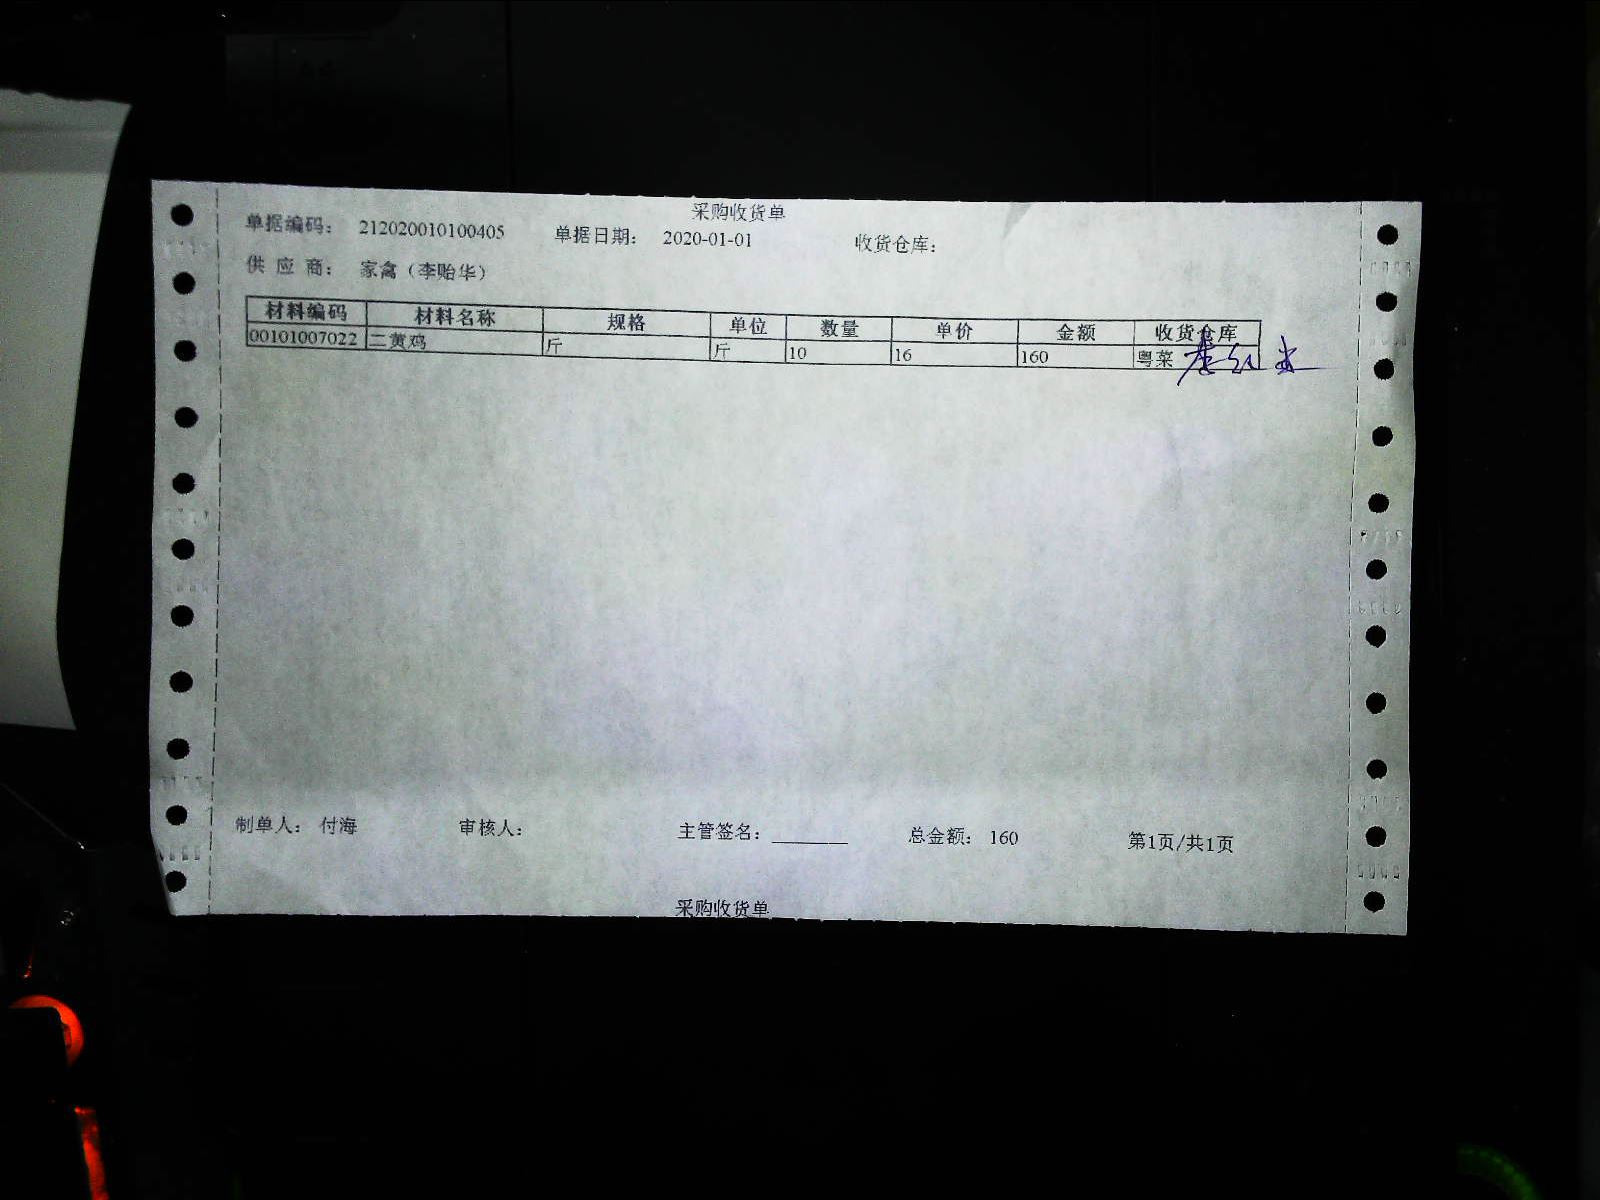 采购收货单
单据编码： 212020010100405 单据日期： 2020-01-01 收货仓库：
供 应 商： 家禽（李贻华）
材料编码 材料名称 规格 单位 数量 单价 金额 收货仓库
00101007022 二黄鸡 斤 斤 10 16 160 粤菜
制单人： 付海 审核人： 主管签名： 总金额： 160 第1页/共1页
采购收货单